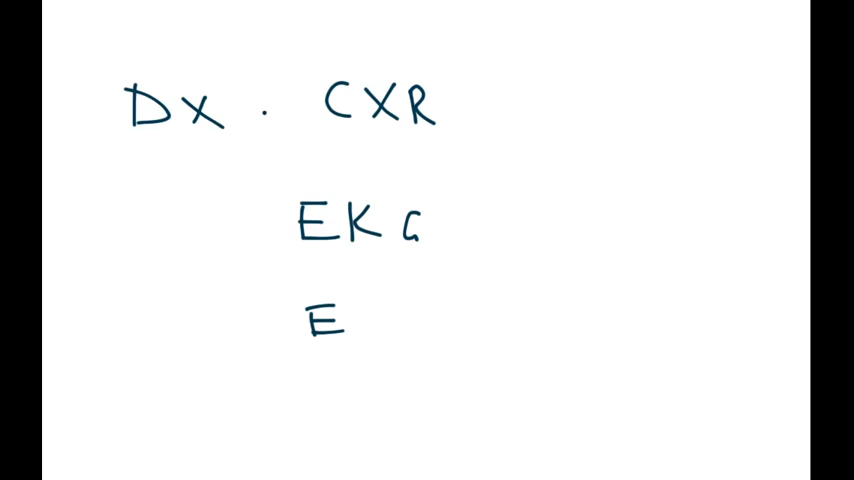 DX . CXR
EKG
E